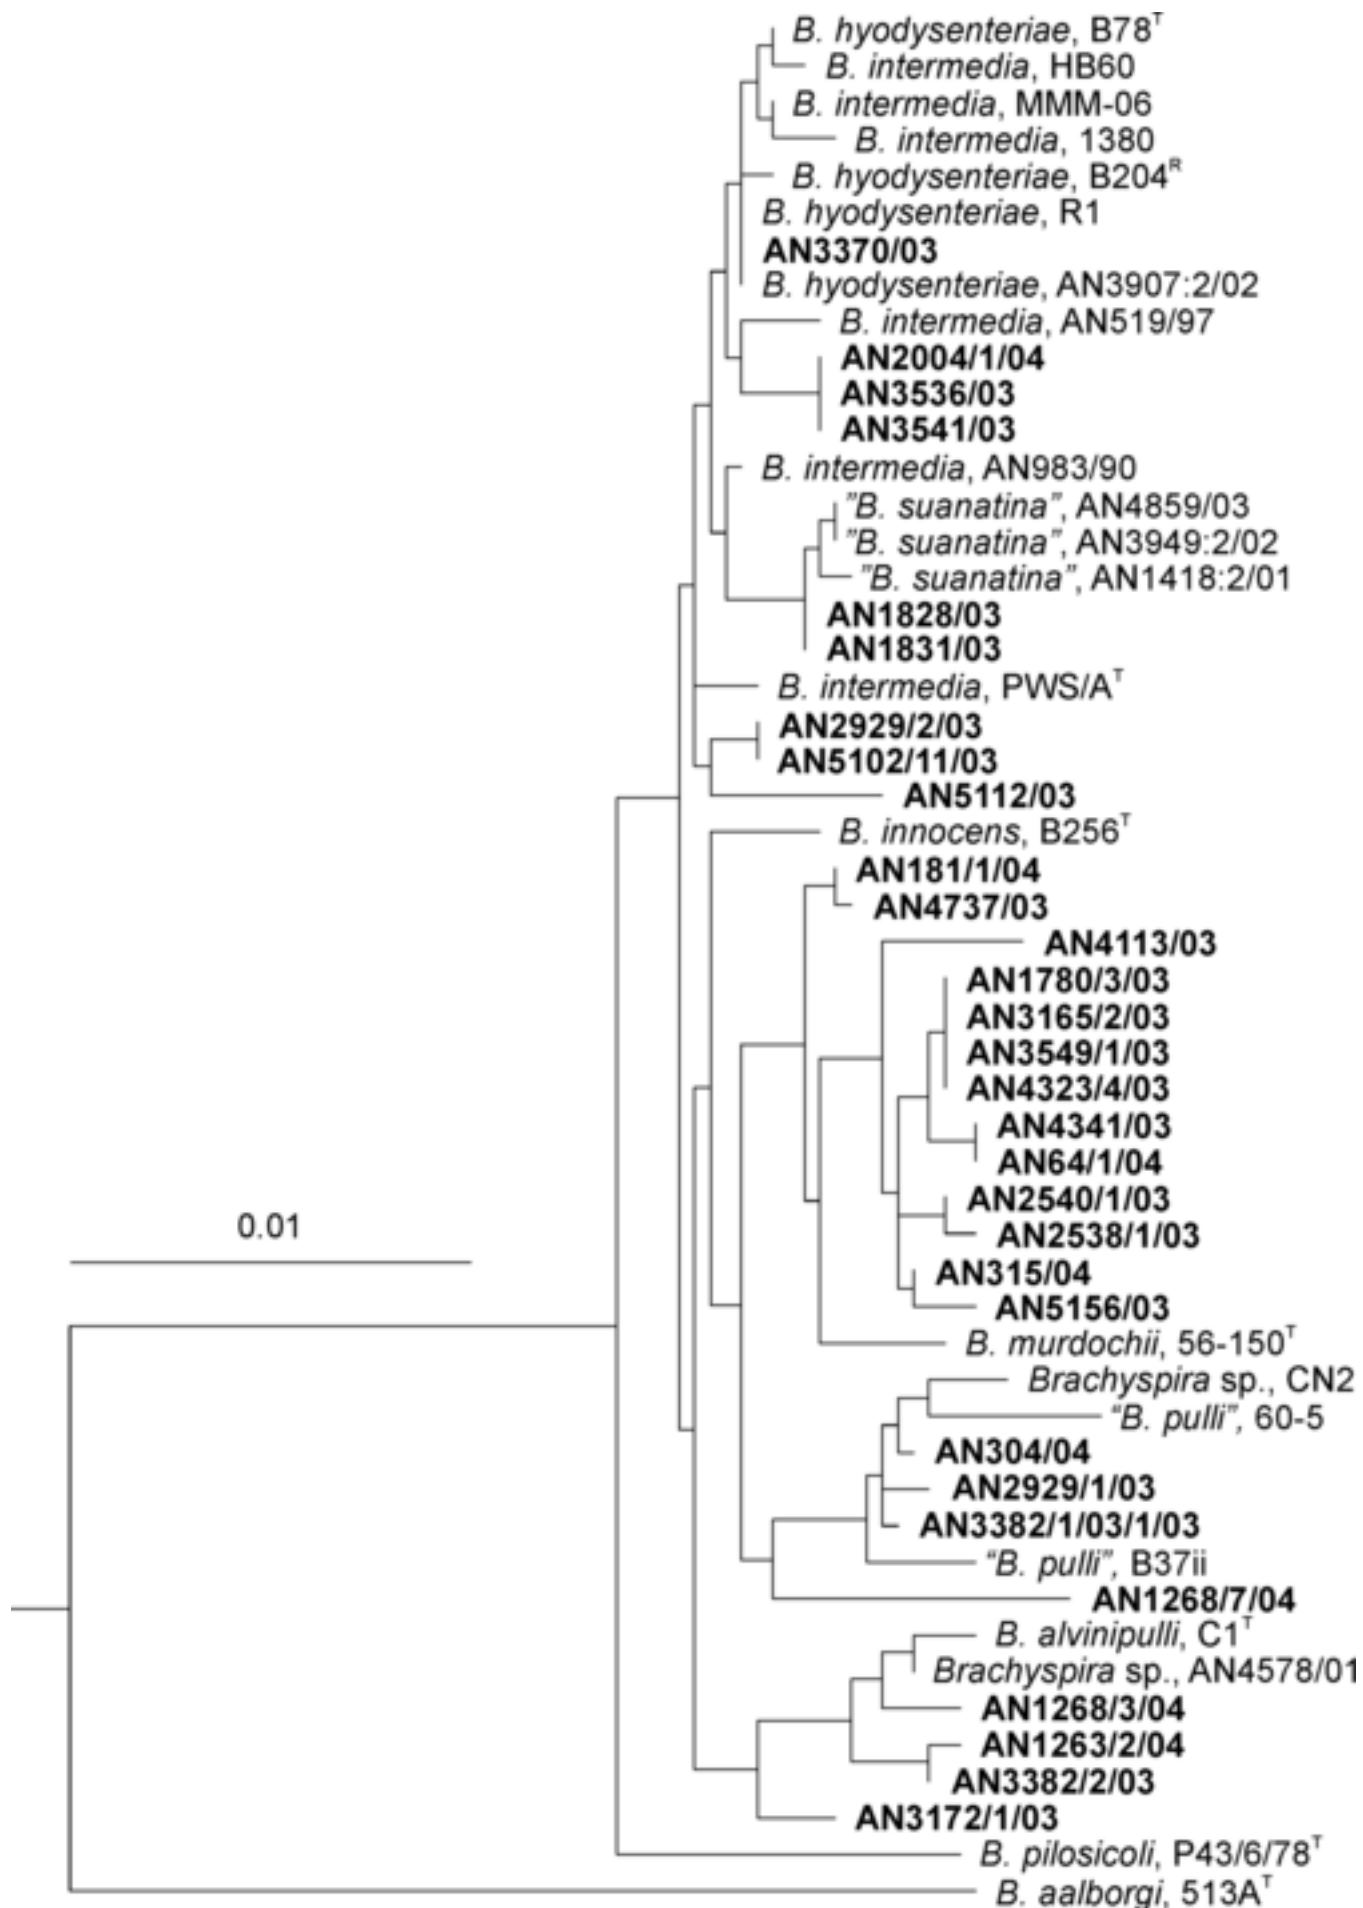 B. hyodysenteriae, B78ᵀ
B. intermedia, HB60
B. intermedia, MMM-06
B. intermedia, 1380
B. hyodysenteriae, B204ᴿ
B. hyodysenteriae, R1
AN3370/03
B. hyodysenteriae, AN3907:2/02
B. intermedia, AN519/97
AN2004/1/04
AN3536/03
AN3541/03
B. intermedia, AN983/90
"B. suanatina", AN4859/03
"B. suanatina", AN3949:2/02
"B. suanatina", AN1418:2/01
AN1828/03
AN1831/03
B. intermedia, PWS/Aᵀ
AN2929/2/03
AN5102/11/03
AN5112/03
B. innocens, B256ᵀ
AN181/1/04
AN4737/03
AN4113/03
AN1780/3/03
AN3165/2/03
AN3549/1/03
AN4323/4/03
AN4341/03
AN64/1/04
AN2540/1/03
0.01
AN2538/1/03
AN315/04
AN5156/03
B. murdochii, 56-150ᵀ
Brachyspira sp., CN2
"B. pulli", 60-5
AN304/04
AN2929/1/03
AN3382/1/03/1/03
"B. pulli", B37ii
AN1268/7/04
B. alvinipulli, C1ᵀ
Brachyspira sp., AN4578/01
AN1268/3/04
AN1263/2/04
AN3382/2/03
AN3172/1/03
B. pilosicoli, P43/6/78ᵀ
B. aalborgi, 513Aᵀ